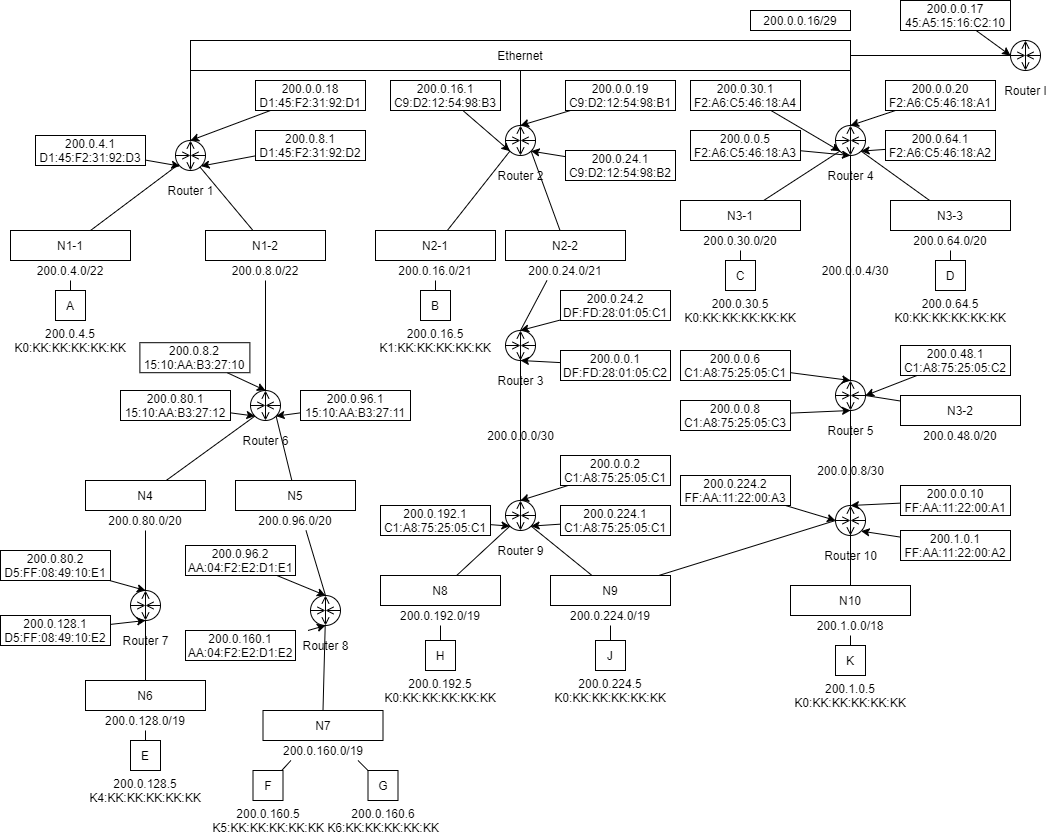 200.0.0.16/29
200.0.0.17
45:A5:15:16:C2:10
Ethernet
Router I
200.0.0.18
D1:45:F2:31:92:D1
200.0.16.1
C9:D2:12:54:98:B3
200.0.0.19
C9:D2:12:54:98:B1
200.0.30.1
F2:A6:C5:46:18:A4
200.0.0.20
F2:A6:C5:46:18:A1
200.0.4.1
D1:45:F2:31:92:D3
200.0.8.1
D1:45:F2:31:92:D2
200.0.24.1
C9:D2:12:54:98:B2
200.0.0.5
F2:A6:C5:46:18:A3
200.0.64.1
F2:A6:C5:46:18:A2
Router 1
Router 2
Router 4
N1-1
200.0.4.0/22
N1-2
200.0.8.0/22
N2-1
200.0.16.0/21
N2-2
200.0.24.0/21
N3-1
200.0.30.0/20
N3-3
200.0.64.0/20
200.0.0.4/30
A
200.0.4.5
K0:KK:KK:KK:KK:KK
B
200.0.16.5
K1:KK:KK:KK:KK:KK
C
200.0.30.5
K0:KK:KK:KK:KK:KK
D
200.0.64.5
K0:KK:KK:KK:KK:KK
200.0.24.2
DF:FD:28:01:05:C1
200.0.0.1
DF:FD:28:01:05:C2
Router 3
200.0.8.2
15:10:AA:B3:27:10
200.0.80.1
15:10:AA:B3:27:12
200.0.96.1
15:10:AA:B3:27:11
Router 6
200.0.0.6
C1:A8:75:25:05:C1
200.0.48.1
C1:A8:75:25:05:C2
200.0.0.8
C1:A8:75:25:05:C3
Router 5
N3-2
200.0.48.0/20
200.0.0.0/30
200.0.0.8/30
N4
200.0.80.0/20
N5
200.0.96.0/20
200.0.0.2
C1:A8:75:25:05:C1
200.0.192.1
C1:A8:75:25:05:C1
200.0.224.1
C1:A8:75:25:05:C1
Router 9
200.0.224.2
FF:AA:11:22:00:A3
200.0.0.10
FF:AA:11:22:00:A1
200.1.0.1
FF:AA:11:22:00:A2
Router 10
200.0.80.2
D5:FF:08:49:10:E1
200.0.128.1
D5:FF:08:49:10:E2
Router 7
200.0.96.2
AA:04:F2:E2:D1:E1
200.0.160.1
AA:04:F2:E2:D1:E2
Router 8
N8
200.0.192.0/19
N9
200.0.224.0/19
N10
200.1.0.0/18
H
200.0.192.5
K0:KK:KK:KK:KK:KK
J
200.0.224.5
K0:KK:KK:KK:KK:KK
K
200.1.0.5
K0:KK:KK:KK:KK:KK
N6
200.0.128.0/19
N7
200.0.160.0/19
E
200.0.128.5
K4:KK:KK:KK:KK:KK
F
200.0.160.5
K5:KK:KK:KK:KK:KK
G
200.0.160.6
K6:KK:KK:KK:KK:KK